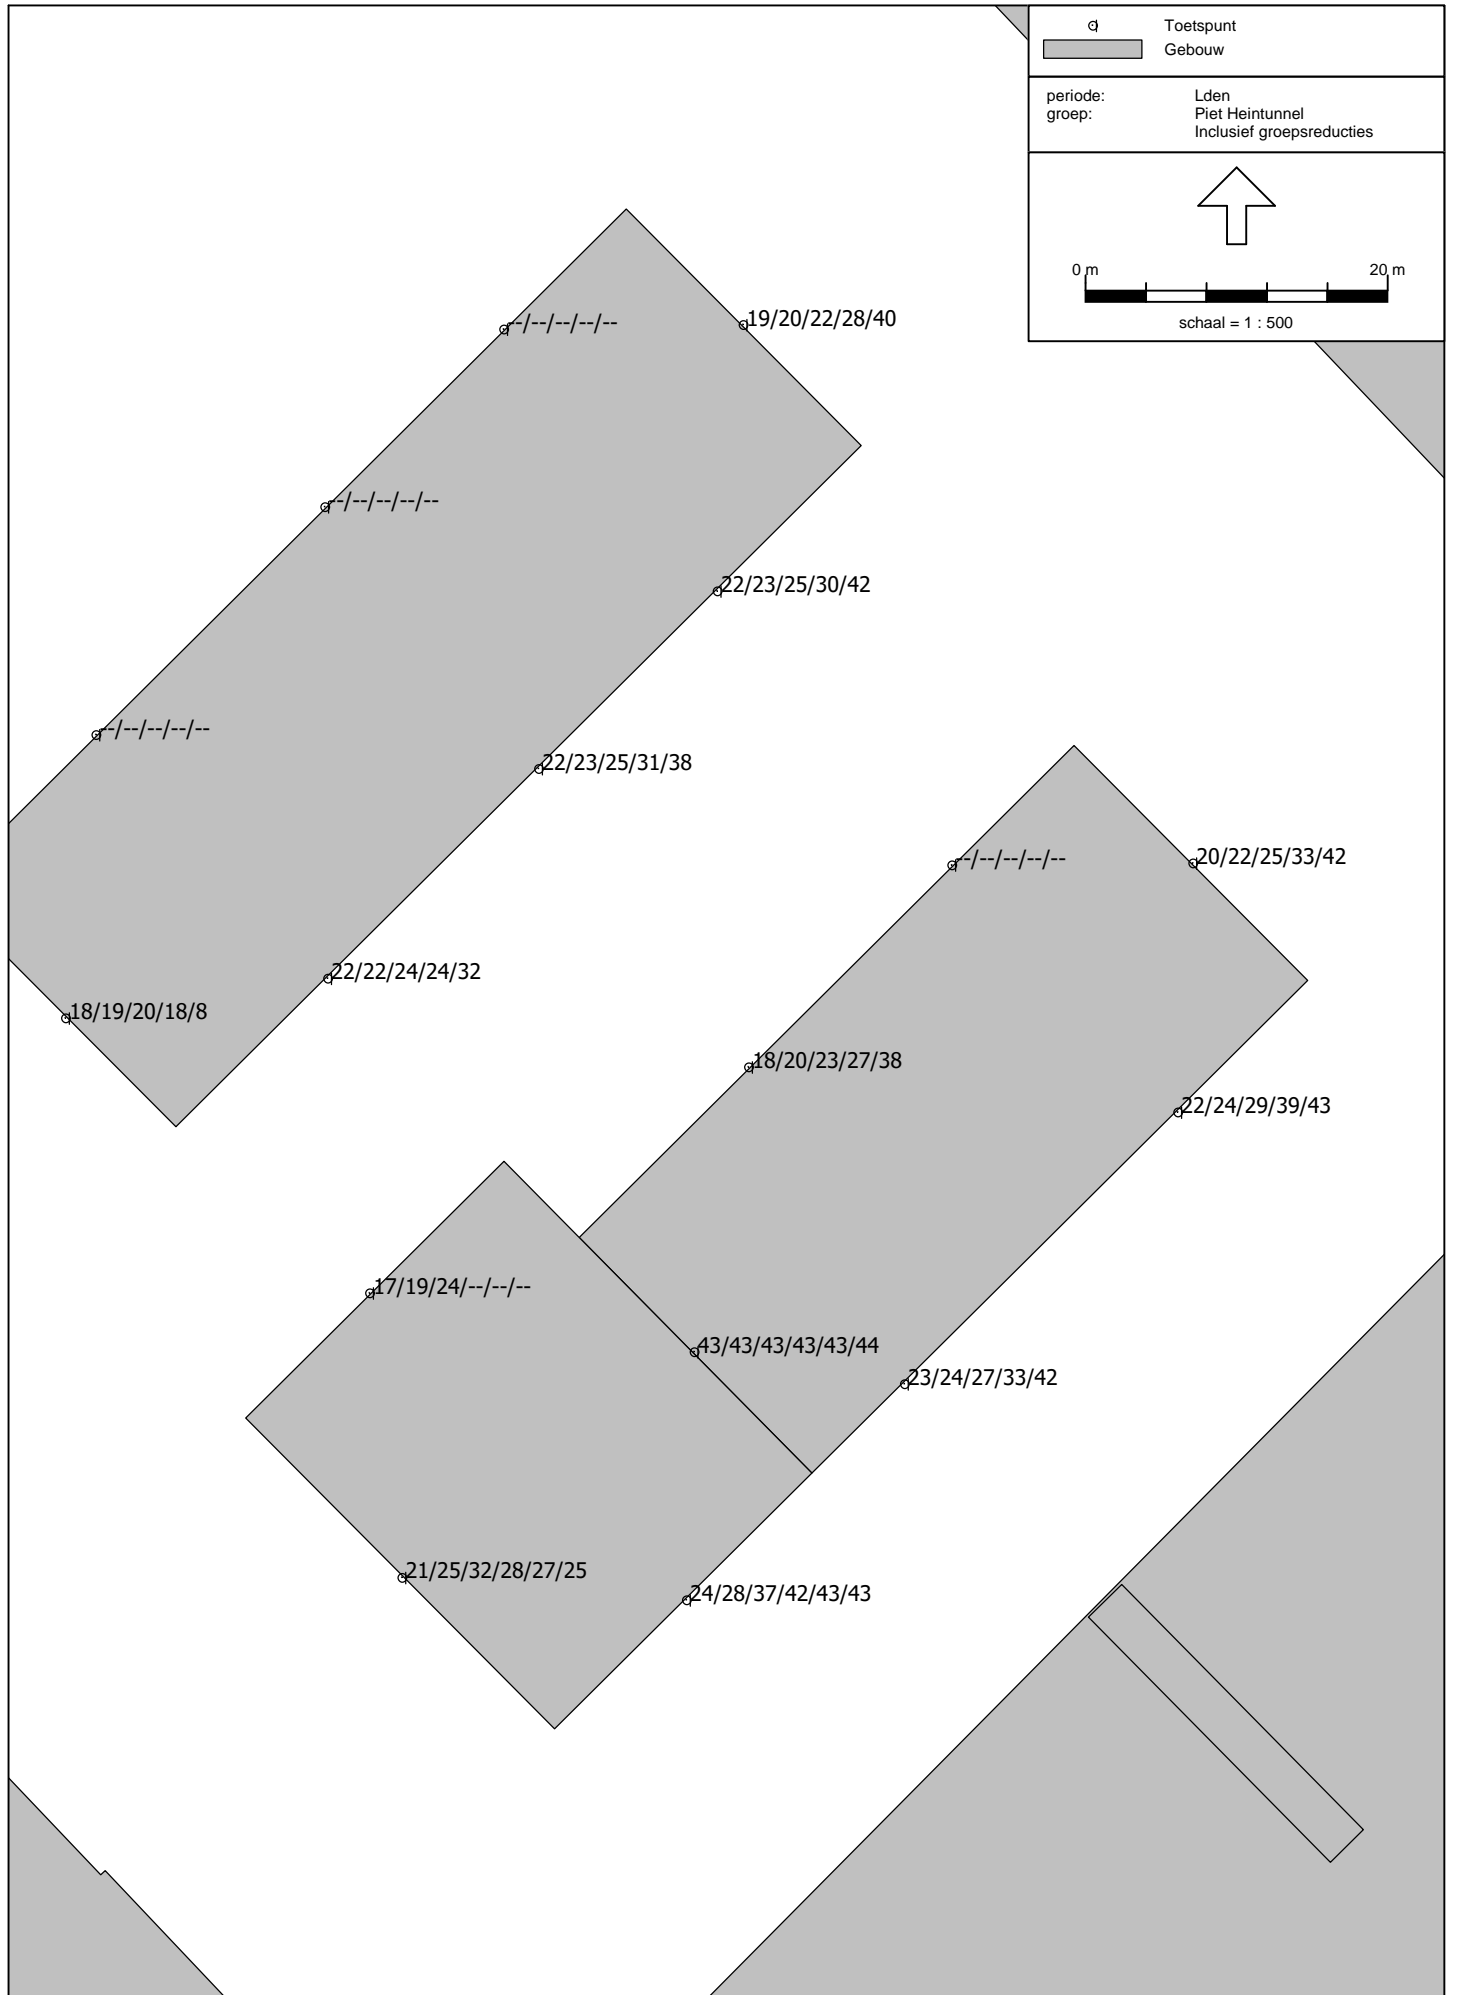 Toetspunt
Gebouw
periode: Lden
groep: Piet Heintunnel
Inclusief groepsreducties
0 m 20 m
schaal = 1 : 500
19/20/22/28/40
--/--/--/--/--
--/--/--/--/--
22/23/25/30/42
--/--/--/--/--
22/23/25/31/38
20/22/25/33/42
--/--/--/--/--
22/22/24/24/32
18/19/20/18/8
18/20/23/27/38
22/24/29/39/43
17/19/24/--/--/--
43/43/43/43/43/44
23/24/27/33/42
21/25/32/28/27/25
24/28/37/42/43/43